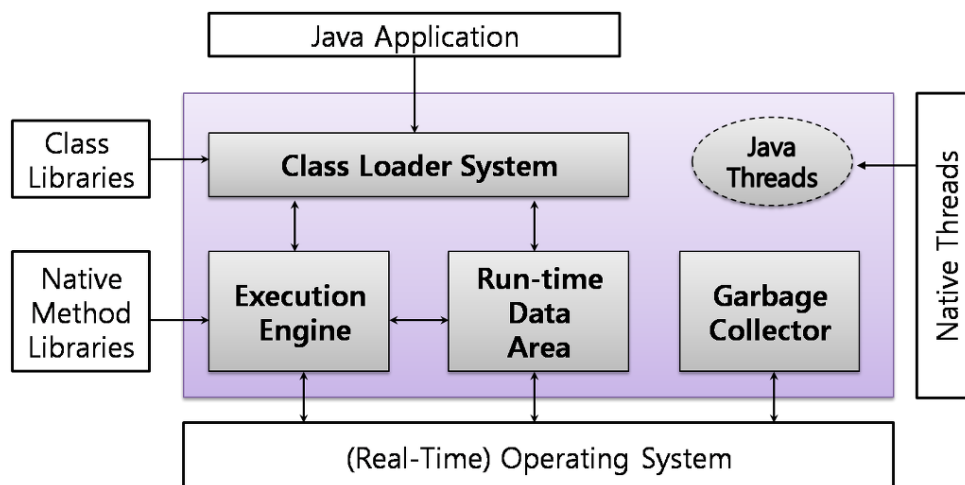 Java Application
Class
Libraries
Class Loader System
Java
Threads
Native Threads
Native
Method
Libraries
Execution
Engine
Run-time
Data
Area
Garbage
Collector
(Real-Time) Operating System